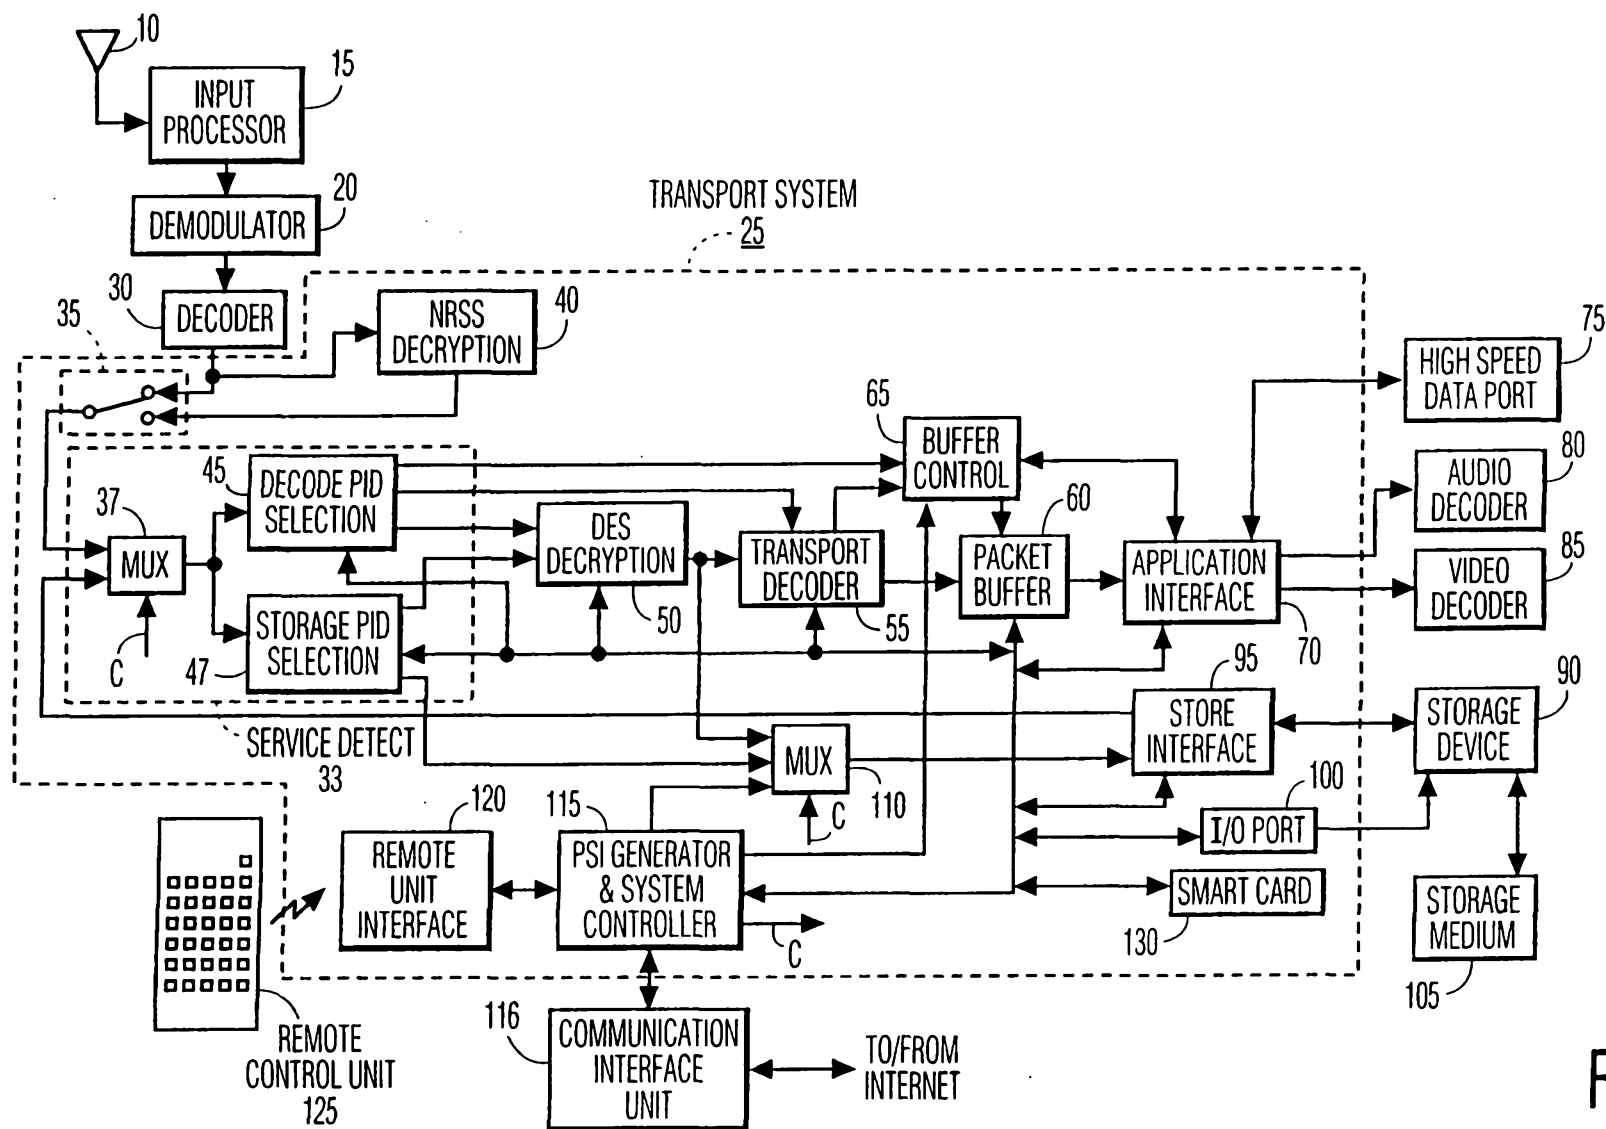 10
15
INPUT
PROCESSOR
20
DEMODULATOR
TRANSPORT SYSTEM
25
30
DECODER
35
NRSS
DECRYPTION
40
75
HIGH SPEED
DATA PORT
65
BUFFER
CONTROL
45
DECODE PID
SELECTION
80
AUDIO
DECODER
37
MUX
C
DES
DECRYPTION
50
TRANSPORT
DECODER
55
60
PACKET
BUFFER
APPLICATION
INTERFACE
70
85
VIDEO
DECODER
STORAGE PID
SELECTION
47
SERVICE DETECT
33
95
STORE
INTERFACE
90
STORAGE
DEVICE
MUX
110
C
100
I/O PORT
120
REMOTE
UNIT
INTERFACE
115
PSI GENERATOR
& SYSTEM
CONTROLLER
C
SMART CARD
130
STORAGE
MEDIUM
105
REMOTE
CONTROL UNIT
125
116
COMMUNICATION
INTERFACE
UNIT
TO/FROM
INTERNET